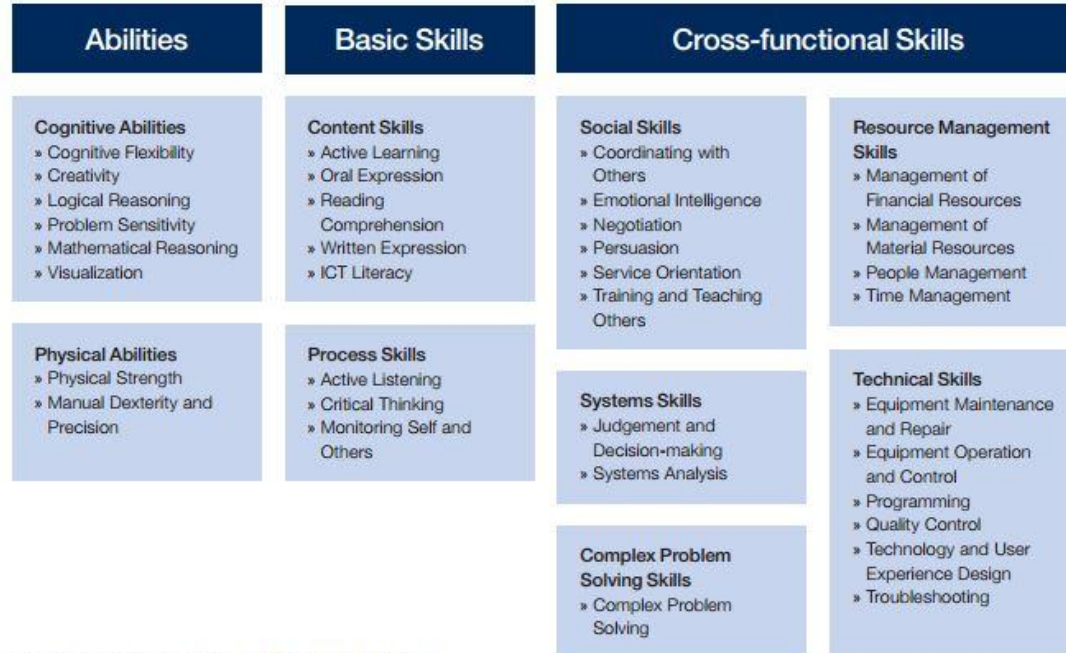 Abilities
Cognitive Abilities
» Cognitive Flexibility
» Creativity
» Logical Reasoning
» Problem Sensitivity
» Mathematical Reasoning
» Visualization
Physical Abilities
» Physical Strength
» Manual Dexterity and
Precision
Basic Skills
Content Skills
» Active Learning
» Oral Expression
» Reading
Comprehension
» Written Expression
» ICT Literacy
Process Skills
» Active Listening
» Critical Thinking
» Monitoring Self and
Others
Cross-functional Skills
Social Skills
» Coordinating with
Others
» Emotional Intelligence
» Negotiation
» Persuasion
» Service Orientation
» Training and Teaching
Others
Systems Skills
» Judgement and
Decision-making
» Systems Analysis
Complex Problem
Solving Skills
» Complex Problem
Solving
Resource Management
Skills
» Management of
Financial Resources
» Management of
Material Resources
» People Management
» Time Management
Technical Skills
» Equipment Maintenance
and Repair
» Equipment Operation
and Control
» Programming
» Quality Control
» Technology and User
Experience Design
» Troubleshooting